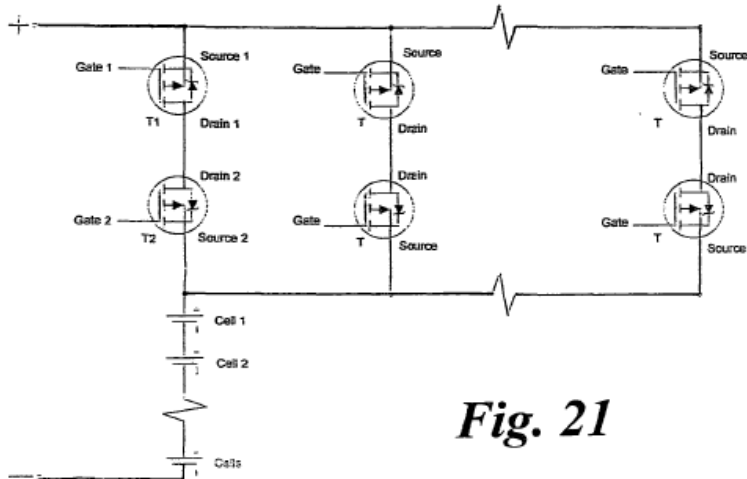 +
Source 1
Source
Source
Gate 1
Gate
Gate
T1
Drain 1
T
Drain
T
Drain
Drain 2
Drain
Drain
Gate 2
Gate
Gate
T2
Source 2
T
Source
T
Source
Cell 1
Cell 2
Cells
Fig. 21